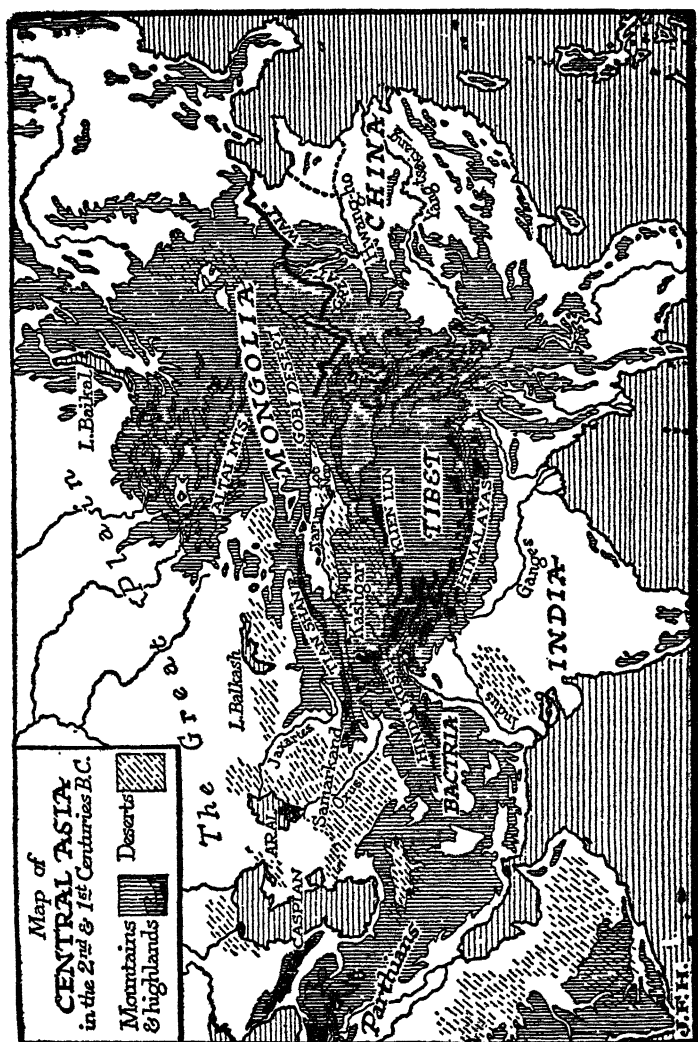 Map of
CENTRAL ASIA
in the 2nd & 1st Centuries B.C.
Mountains
& highlands
Deserts
The Great Plain
L. Baikal
ALTAI MTS.
MONGOLIA
GOBI DESERT
GREAT WALL
Hwang-ho
CHINA
Yangtsekiang
L. Balkash
TIAN SHAN
Kashgar
KUEN LUN
TIBET
HIMALAYAS
ARAL
Jaxartes
Samarkand
Oxus
HINDU KUSH
BACTRIA
CASPIAN
Parthians
Indus
Ganges
INDIA
J.F.H.